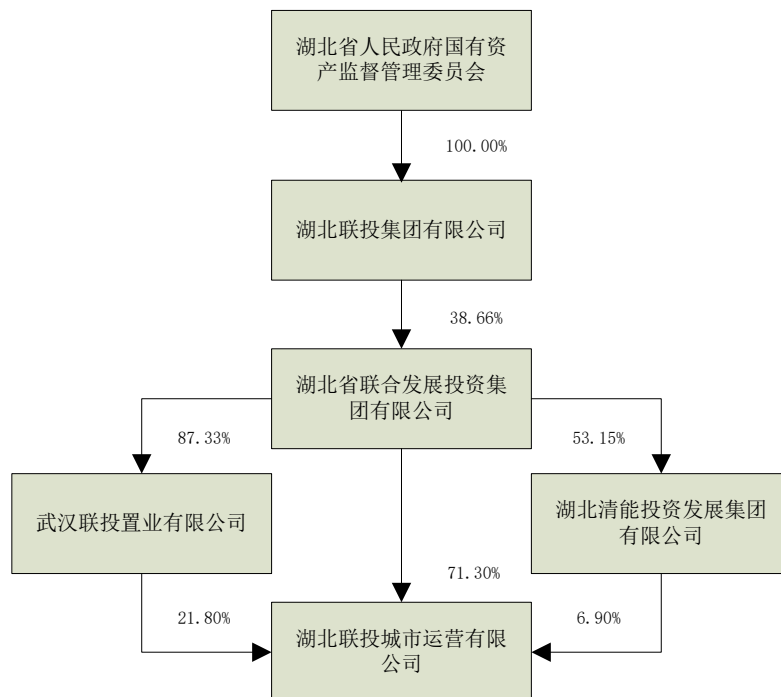 湖北省人民政府国有资
产监督管理委员会
100.00%
湖北联投集团有限公司
38.66%
湖北省联合发展投资集
团有限公司
87.33%
53.15%
武汉联投置业有限公司
湖北清能投资发展集团
有限公司
71.30%
21.80%
6.90%
湖北联投城市运营有限
公司